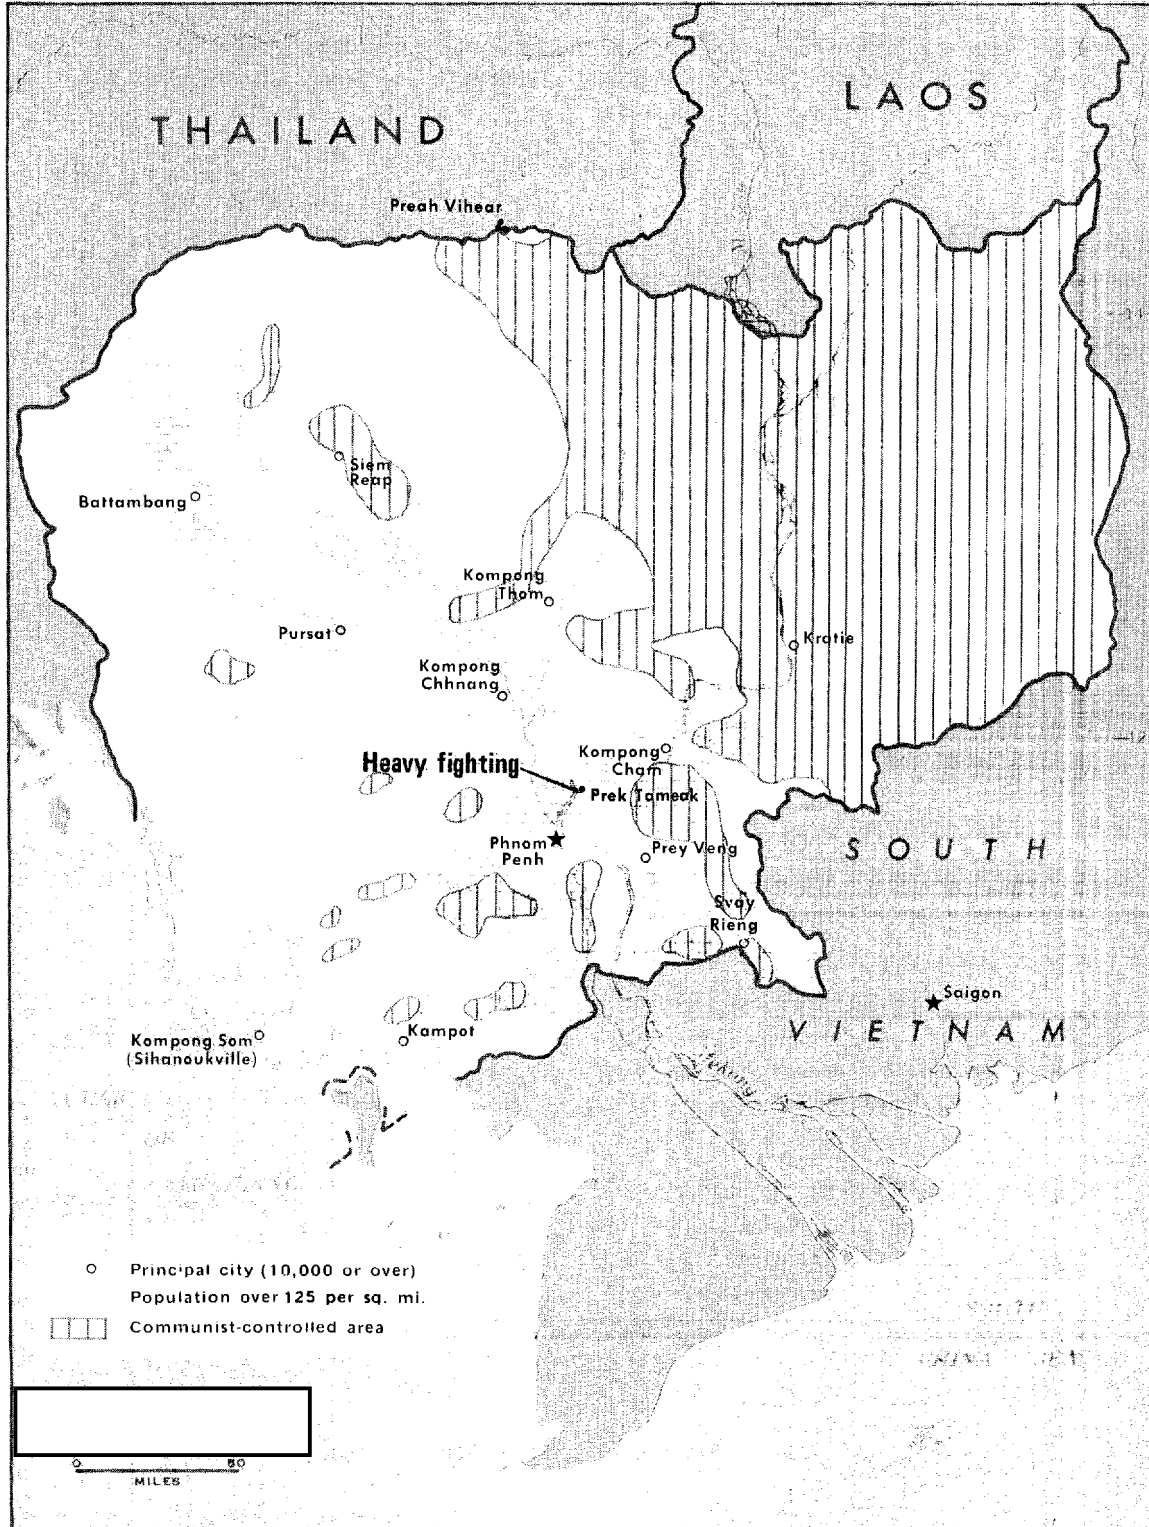 THAILAND
LAOS
Preah Vihear
Siem
Reap
Battambang
Kompong
Thom
Pursat
Kratie
Kompong
Chhnang
Kompong
Cham
Heavy fighting
Prek Tameak
Phnom
Penh
Prey Veng
SOUTH
Svay
Rieng
Saigon
VIETNAM
Kompong Som
(Sihanoukville)
Kampot
Mekong
Principal city (10,000 or over)
Population over 125 per sq. mi.
Communist-controlled area
0 50
MILES